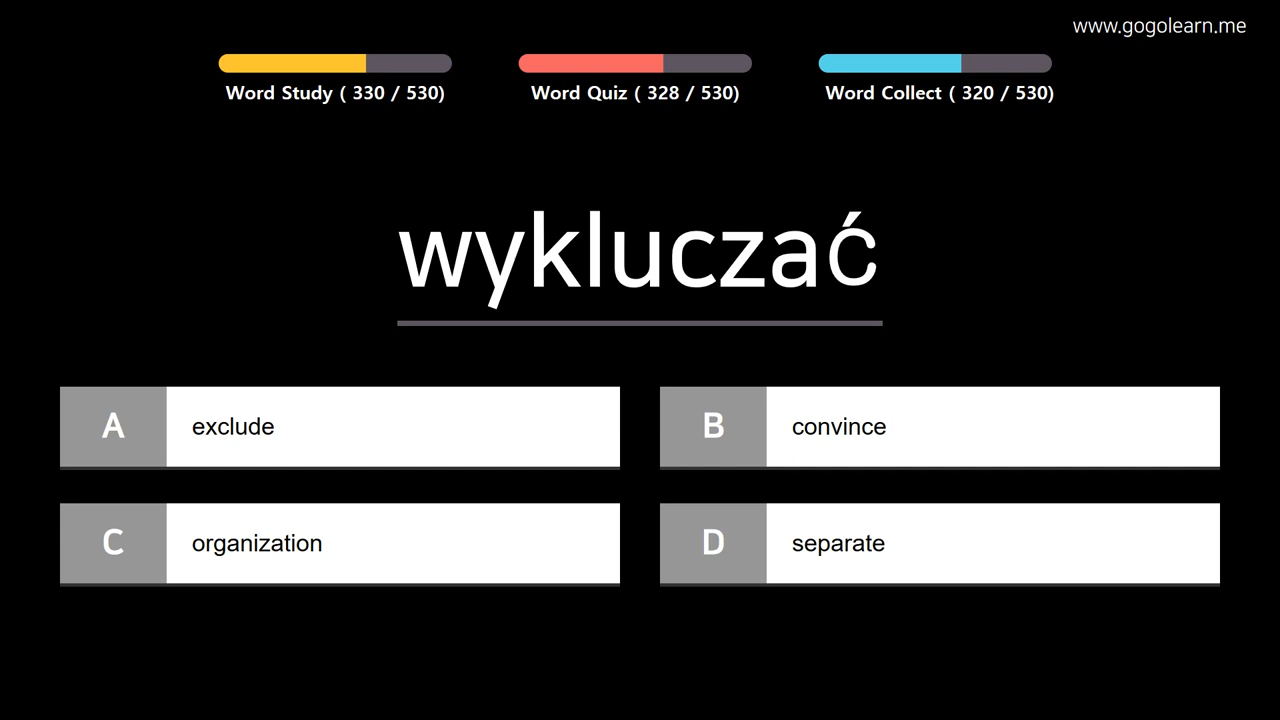 www.gogolearn.me
Word Study ( 330 / 530)
Word Quiz ( 328 / 530)
Word Collect ( 320 / 530)
wykluczać
A exclude
B convince
C organization
D separate